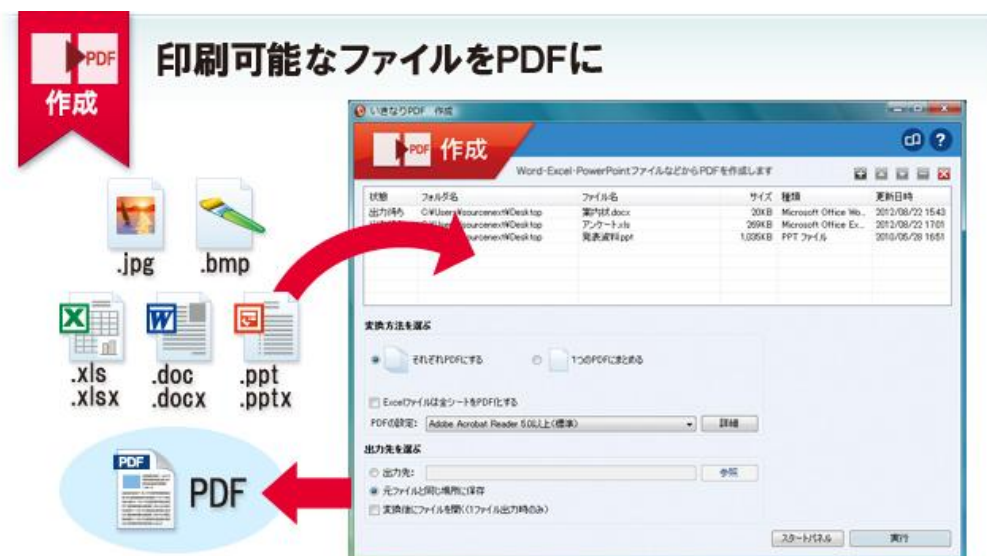 PDF
作成
印刷可能なファイルをPDFに
.jpg
.bmp
.xls
.xlsx
.doc
.docx
.ppt
.pptx
PDF
PDF
いきなりPDF 作成
PDF 作成
Word・Excel・PowerPointファイルなどからPDFを作成します
状態 フォルダ名 ファイル名 サイズ 種類 更新日時
出力待ち C:¥Users¥sourcenext¥Desktop 案内状.docx 20KB Microsoft Office Wo... 2012/08/22 15:43
¥sourcenext¥Desktop アンケート.xls 269KB Microsoft Office Ex... 2012/08/22 17:01
sourcenext¥Desktop 発表資料.ppt 1,035KB PPT ファイル 2010/05/28 16:51
変換方法を選ぶ
それぞれPDFにする
1つのPDFにまとめる
Excelファイルは全シートをPDF化する
PDFの設定: Adobe Acrobat Reader 5.0以上(標準) 詳細
出力先を選ぶ
出力先: 参照
元ファイルと同じ場所に保存
変換後にファイルを開く(1ファイル出力時のみ)
スタートパネル 実行